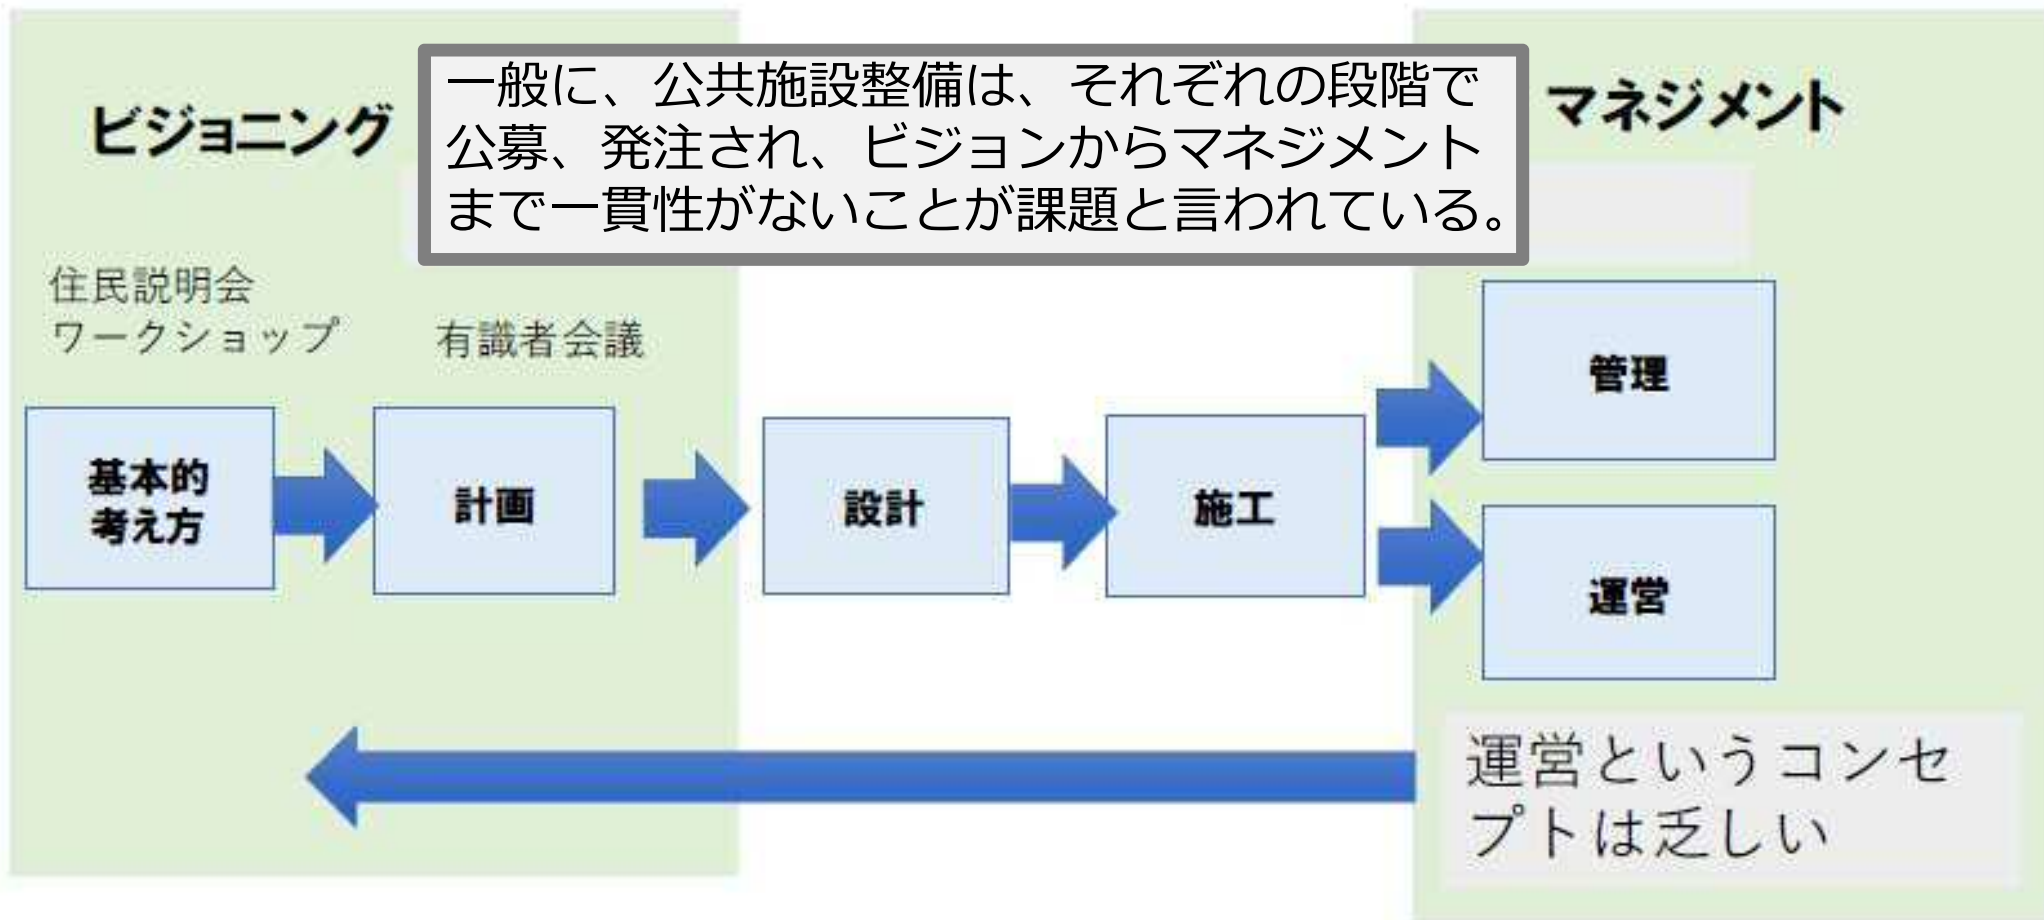 ビジョニング
一般に、公共施設整備は、それぞれの段階で
公募、発注され、ビジョンからマネジメント
まで一貫性がないことが課題と言われている。
マネジメント
住民説明会
ワークショップ
有識者会議
基本的
考え方
計画
設計
施工
管理
運営
運営というコンセ
プトは乏しい